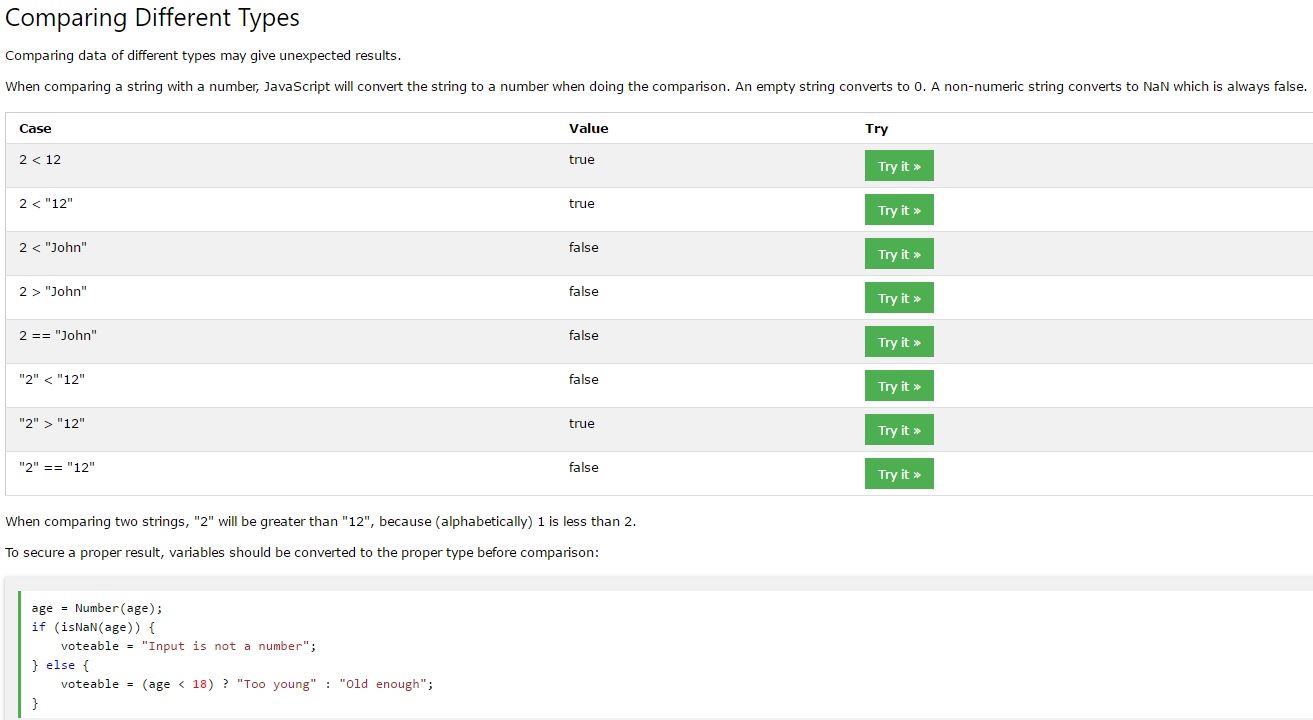 Comparing Different Types
Comparing data of different types may give unexpected results.
When comparing a string with a number, JavaScript will convert the string to a number when doing the comparison. An empty string converts to 0. A non-numeric string converts to NaN which is always false.
Case Value Try
2 < 12 true Try it »
2 < "12" true Try it »
2 < "John" false Try it »
2 > "John" false Try it »
2 == "John" false Try it »
"2" < "12" false Try it »
"2" > "12" true Try it »
"2" == "12" false Try it »
When comparing two strings, "2" will be greater than "12", because (alphabetically) 1 is less than 2.
To secure a proper result, variables should be converted to the proper type before comparison:
age = Number(age);
if (isNaN(age)) {
    voteable = "Input is not a number";
} else {
    voteable = (age < 18) ? "Too young" : "Old enough";
}